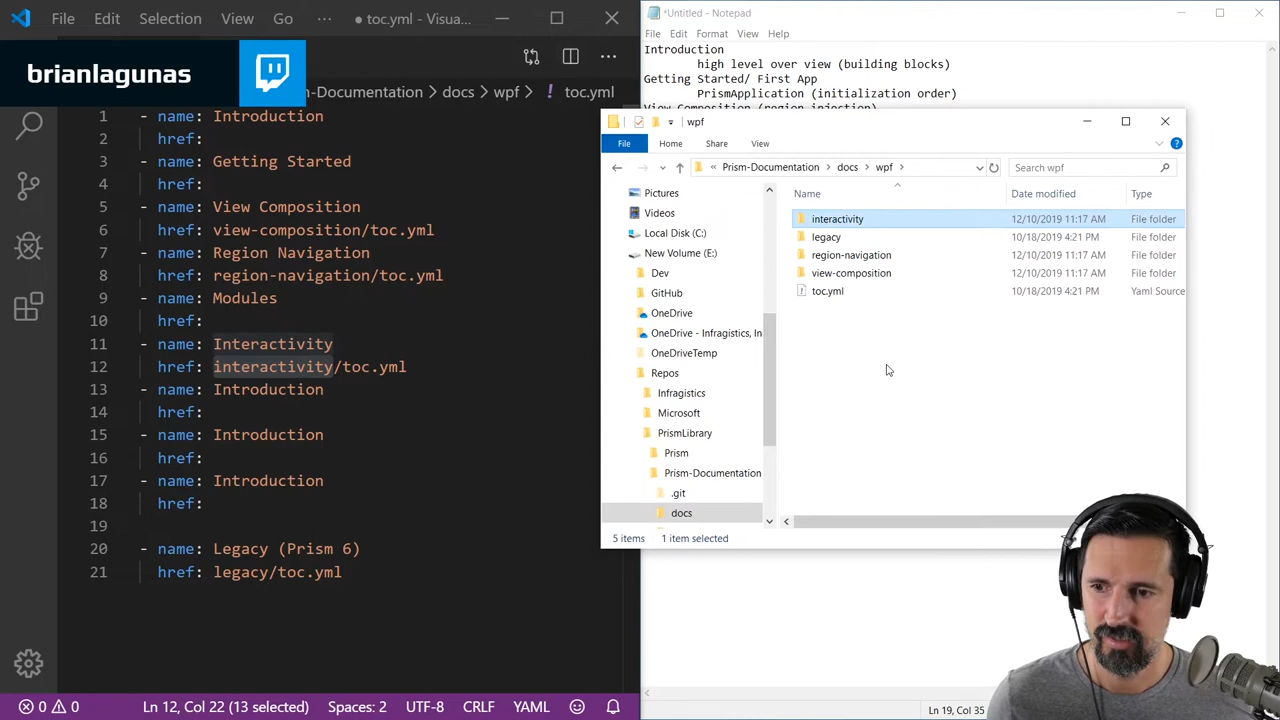 File Edit Selection View Go ··· ● toc.yml - Visua...
brianlagunas
m-Documentation > docs > wpf > ! toc.yml
1 - name: Introduction
2 href:
3 - name: Getting Started
4 href:
5 - name: View Composition
6 href: view-composition/toc.yml
7 - name: Region Navigation
8 href: region-navigation/toc.yml
9 - name: Modules
10 href:
11 - name: Interactivity
12 href: interactivity/toc.yml
13 - name: Introduction
14 href:
15 - name: Introduction
16 href:
17 - name: Introduction
18 href:
19
20 - name: Legacy (Prism 6)
21 href: legacy/toc.yml
0 0 Ln 12, Col 22 (13 selected) Spaces: 2 UTF-8 CRLF YAML
*Untitled - Notepad
File Edit Format View Help
Introduction
high level over view (building blocks)
Getting Started/ First App
PrismApplication (initialization order)
View Composition (region injection)
wpf
File Home Share View
« Prism-Documentation > docs > wpf > Search wpf
Pictures
Videos
Local Disk (C:)
New Volume (E:)
Dev
GitHub
OneDrive
OneDrive - Infragistics, In
OneDriveTemp
Repos
Infragistics
Microsoft
PrismLibrary
Prism
Prism-Documentation
.git
docs
Name Date modified Type
interactivity 12/10/2019 11:17 AM File folder
legacy 10/18/2019 4:21 PM File folder
region-navigation 12/10/2019 11:17 AM File folder
view-composition 12/10/2019 11:17 AM File folder
toc.yml 10/18/2019 4:21 PM Yaml Source
5 items 1 item selected
Ln 19, Col 35